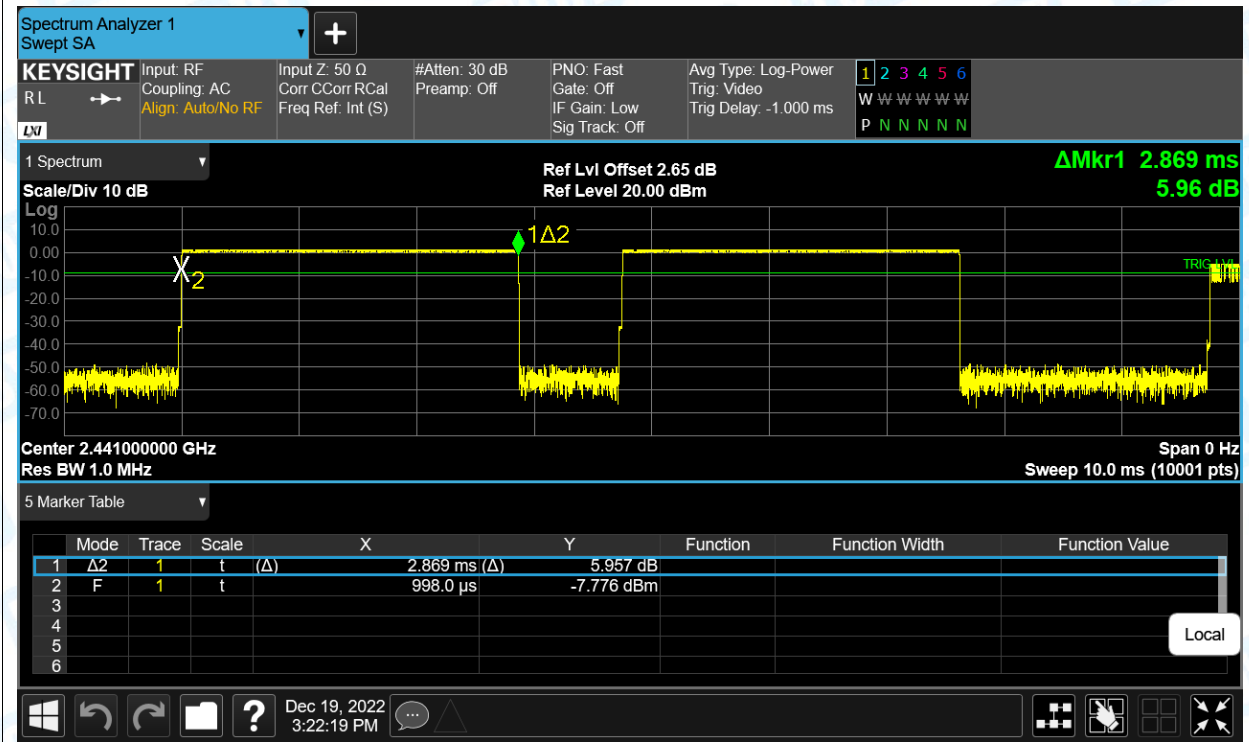 Spectrum Analyzer 1
Swept SA
KEYSIGHT
R L
LXI
Input: RF
Coupling: AC
Align: Auto/No RF
Input Z: 50 Ω
Corr CCorr RCal
Freq Ref: Int (S)
#Atten: 30 dB
Preamp: Off
PNO: Fast
Gate: Off
IF Gain: Low
Sig Track: Off
Avg Type: Log-Power
Trig: Video
Trig Delay: -1.000 ms
1 2 3 4 5 6
W W W W W W
P N N N N N
1 Spectrum
Scale/Div 10 dB
Ref Lvl Offset 2.65 dB
Ref Level 20.00 dBm
ΔMkr1 2.869 ms
5.96 dB
Log
10.0
0.00
-10.0
-20.0
-30.0
-40.0
-50.0
-60.0
-70.0
1Δ2
2
TRIG LVL
Center 2.441000000 GHz
Res BW 1.0 MHz
Span 0 Hz
Sweep 10.0 ms (10001 pts)
5 Marker Table
Mode Trace Scale X Y Function Function Width Function Value
1 Δ2 1 t (Δ) 2.869 ms (Δ) 5.957 dB
2 F 1 t 998.0 µs -7.776 dBm
3
4
5
6
Local
?
Dec 19, 2022
3:22:19 PM